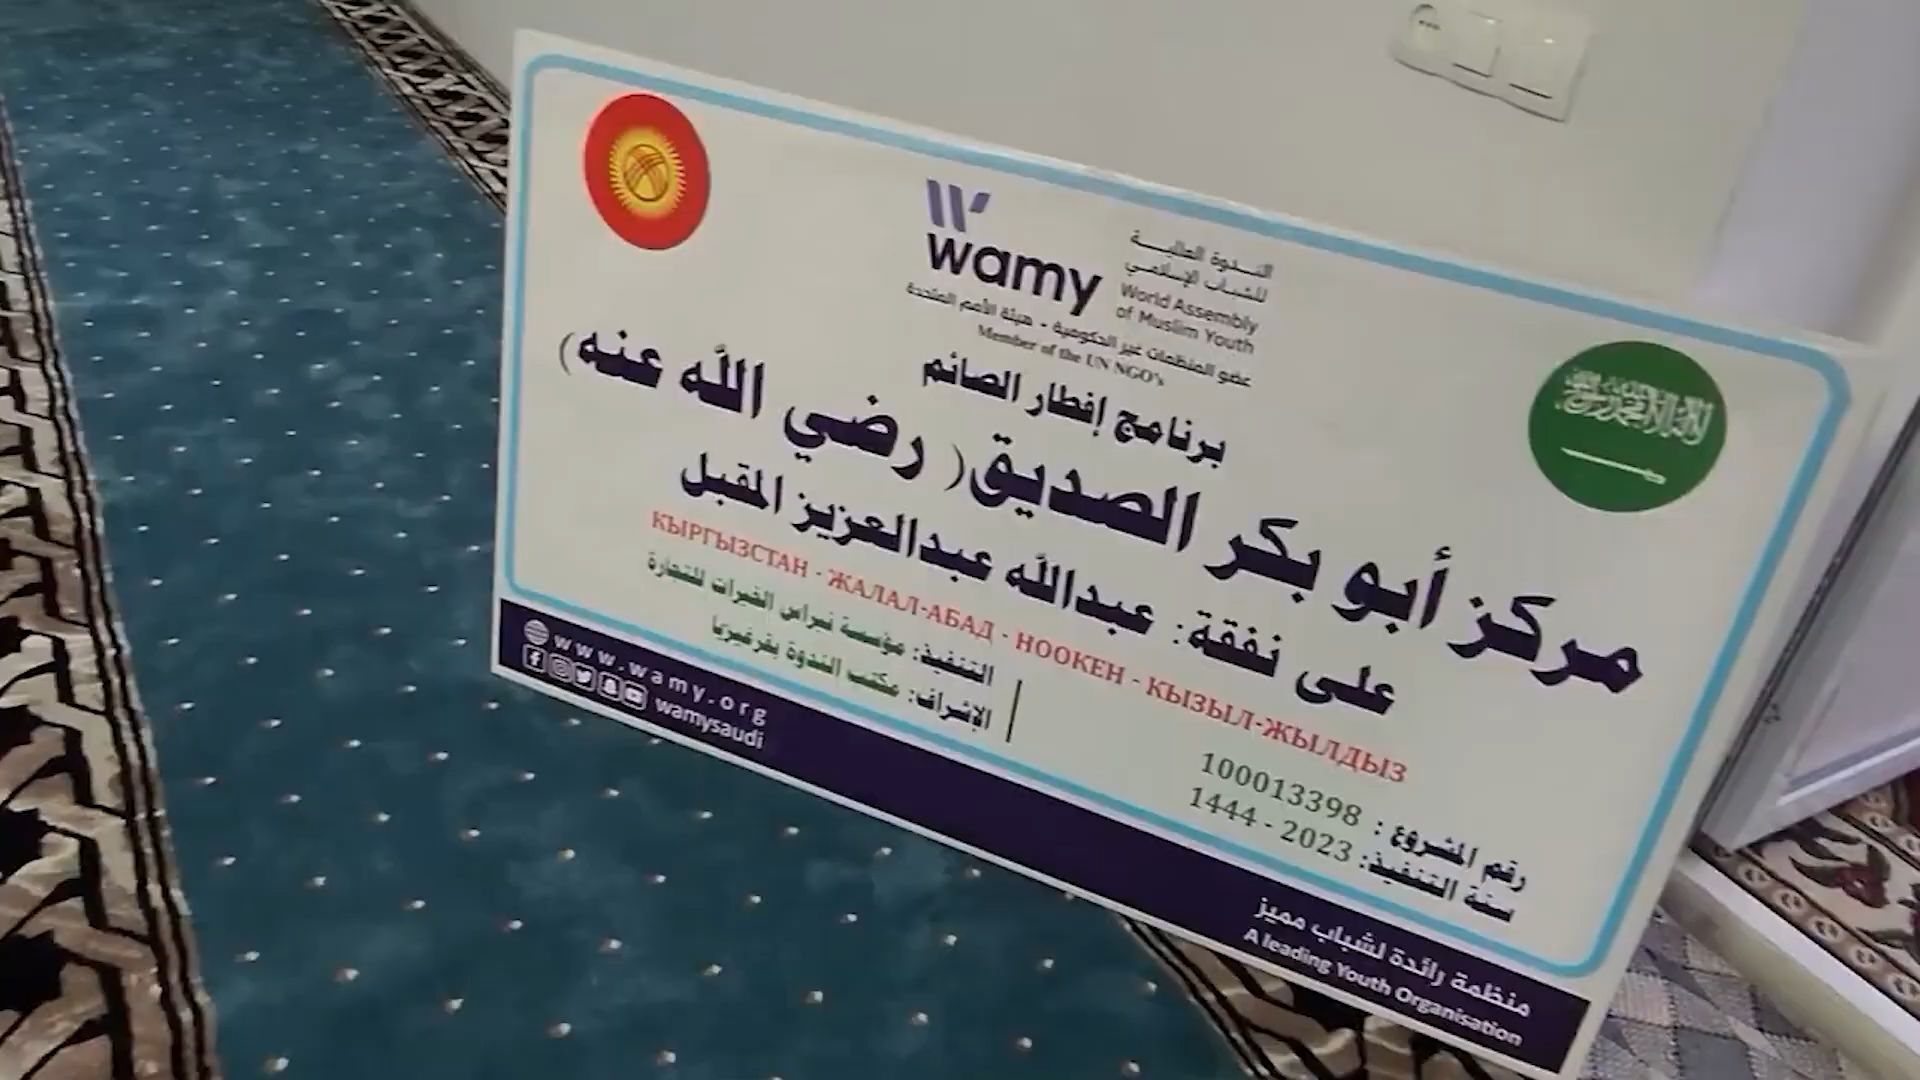 wamy
الندوة العالمية
للشباب الإسلامي
World Assembly
of Muslim Youth
عضو المنظمات غير الحكومية - هيئة الأمم المتحدة
Member of the UN NGO's
برنامج إفطار الصائم
مركز أبو بكر الصديق( رضي الله عنه)
على نفقة: عبدالله عبدالعزيز المقبل
КЫРГЫЗСТАН - ЖАЛАЛ-АБАД - НООКЕН - КЫЗЫЛ-ЖЫЛДЫЗ
رقم المشروع : 100013398
سنة التنفيذ: 2023 - 1444
التنفيذ: مؤسسة نبراس الخيرات للتجارة
الإشراف: مكتب الندوة بقرغيزيا
www.wamy.org
wamysaudi
منظمة رائدة لشباب مميز
A leading Youth Organisation